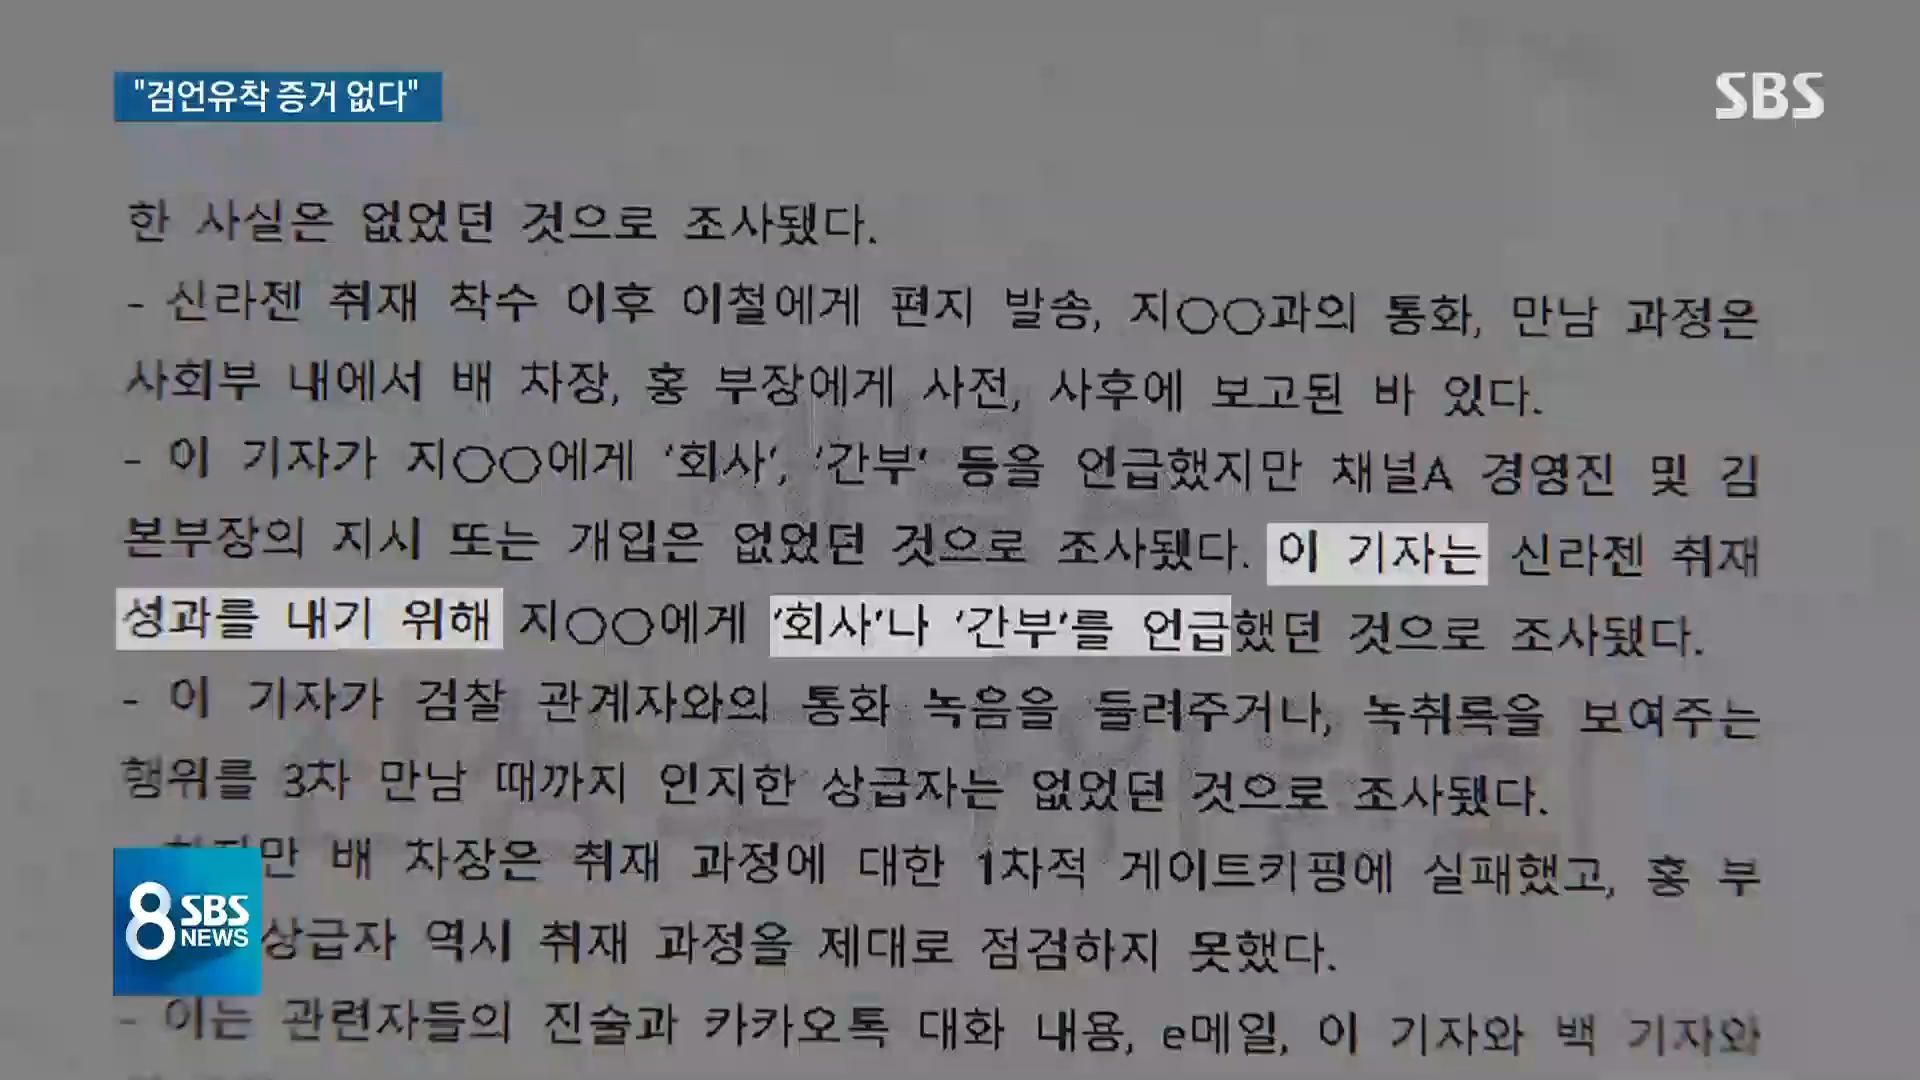 "검언유착 증거 없다"
SBS
한 사실은 없었던 것으로 조사됐다.
- 신라젠 취재 착수 이후 이철에게 편지 발송, 지○○과의 통화, 만남 과정은
사회부 내에서 배 차장, 홍 부장에게 사전, 사후에 보고된 바 있다.
- 이 기자가 지○○에게 '회사', '간부' 등을 언급했지만 채널A 경영진 및 김
본부장의 지시 또는 개입은 없었던 것으로 조사됐다. 이 기자는 신라젠 취재
성과를 내기 위해 지○○에게 '회사'나 '간부'를 언급했던 것으로 조사됐다.
- 이 기자가 검찰 관계자와의 통화 녹음을 들려주거나, 녹취록을 보여주는
행위를 3차 만남 때까지 인지한 상급자는 없었던 것으로 조사됐다.
배 차장은 취재 과정에 대한 1차적 게이트키핑에 실패했고, 홍 부
상급자 역시 취재 과정을 제대로 점검하지 못했다.
- 이는 관련자들의 진술과 카카오톡 대화 내용, e메일, 이 기자와 백 기자와
8 SBS NEWS